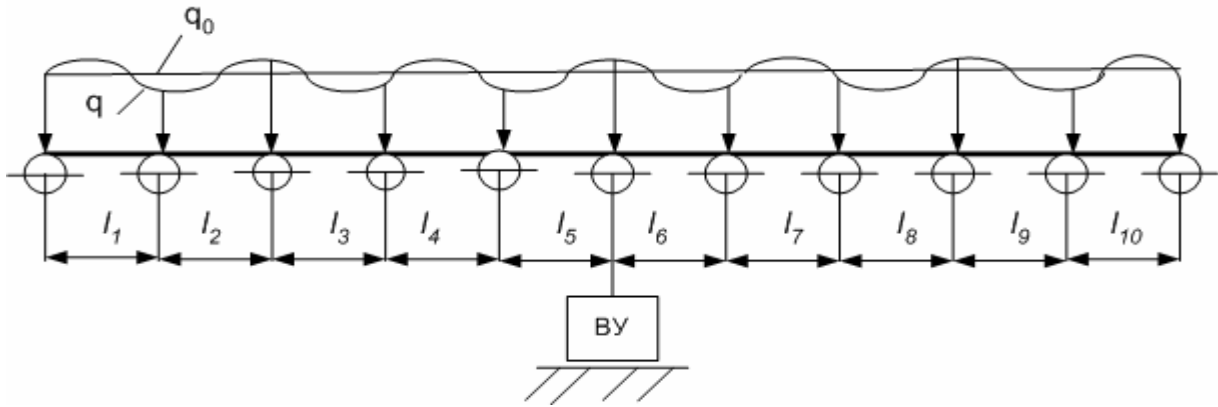 q₀
q
l₁ l₂ l₃ l₄ l₅ l₆ l₇ l₈ l₉ l₁₀
ВУ